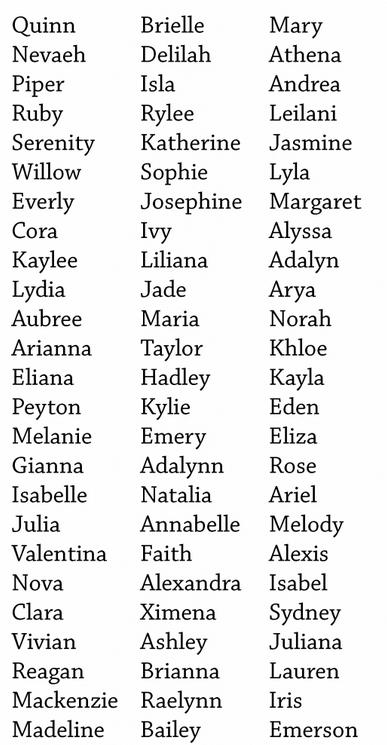 Quinn Brielle Mary
Nevaeh Delilah Athena
Piper Isla Andrea
Ruby Rylee Leilani
Serenity Katherine Jasmine
Willow Sophie Lyla
Everly Josephine Margaret
Cora Ivy Alyssa
Kaylee Liliana Adalyn
Lydia Jade Arya
Aubree Maria Norah
Arianna Taylor Khloe
Eliana Hadley Kayla
Peyton Kylie Eden
Melanie Emery Eliza
Gianna Adalynn Rose
Isabelle Natalia Ariel
Julia Annabelle Melody
Valentina Faith Alexis
Nova Alexandra Isabel
Clara Ximena Sydney
Vivian Ashley Juliana
Reagan Brianna Lauren
Mackenzie Raelynn Iris
Madeline Bailey Emerson